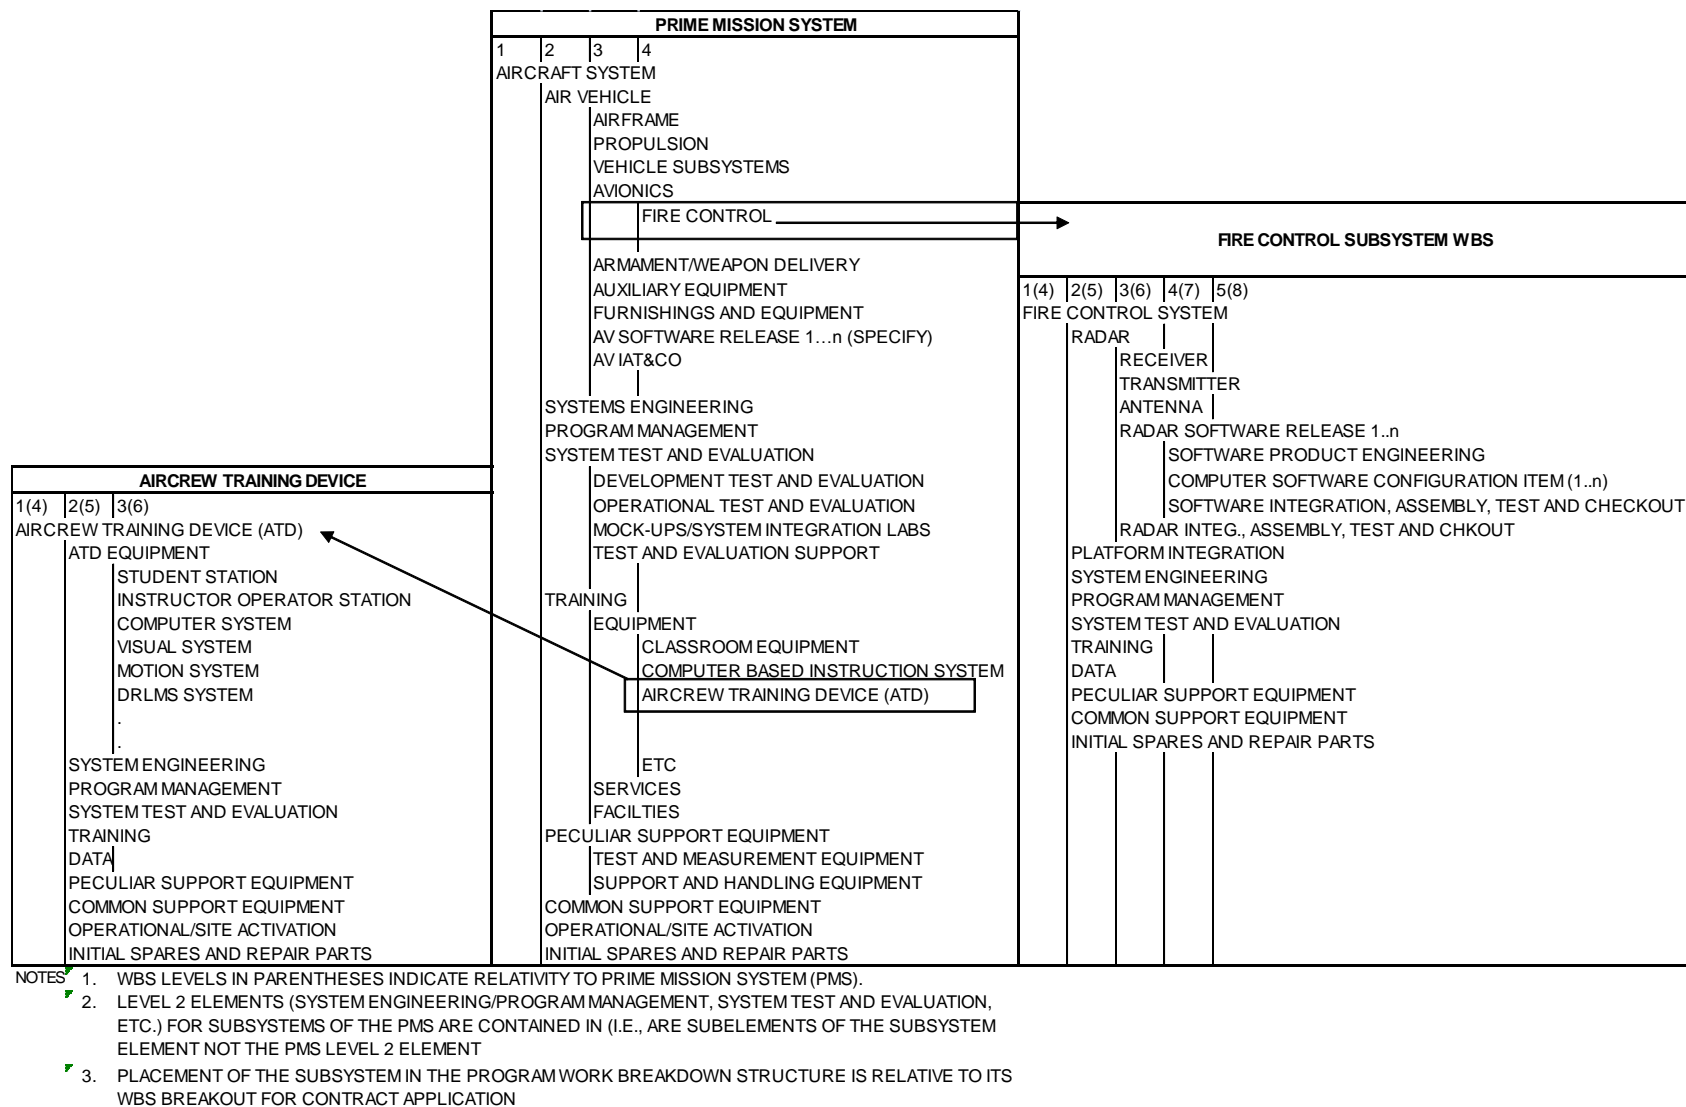 PRIME MISSION SYSTEM
1 2 3 4
AIRCRAFT SYSTEM
AIR VEHICLE
AIRFRAME
PROPULSION
VEHICLE SUBSYSTEMS
AVIONICS
FIRE CONTROL
ARMAMENT/WEAPON DELIVERY
AUXILIARY EQUIPMENT
FURNISHINGS AND EQUIPMENT
AV SOFTWARE RELEASE 1…n (SPECIFY)
AV IAT&CO
SYSTEMS ENGINEERING
PROGRAM MANAGEMENT
SYSTEM TEST AND EVALUATION
DEVELOPMENT TEST AND EVALUATION
OPERATIONAL TEST AND EVALUATION
MOCK-UPS/SYSTEM INTEGRATION LABS
TEST AND EVALUATION SUPPORT
TRAINING
EQUIPMENT
CLASSROOM EQUIPMENT
COMPUTER BASED INSTRUCTION SYSTEM
AIRCREW TRAINING DEVICE (ATD)
ETC
SERVICES
FACILTIES
PECULIAR SUPPORT EQUIPMENT
TEST AND MEASUREMENT EQUIPMENT
SUPPORT AND HANDLING EQUIPMENT
COMMON SUPPORT EQUIPMENT
OPERATIONAL/SITE ACTIVATION
INITIAL SPARES AND REPAIR PARTS
FIRE CONTROL SUBSYSTEM WBS
1(4) 2(5) 3(6) 4(7) 5(8)
FIRE CONTROL SYSTEM
RADAR
RECEIVER
TRANSMITTER
ANTENNA
RADAR SOFTWARE RELEASE 1..n
SOFTWARE PRODUCT ENGINEERING
COMPUTER SOFTWARE CONFIGURATION ITEM (1..n)
SOFTWARE INTEGRATION, ASSEMBLY, TEST AND CHECKOUT
RADAR INTEG., ASSEMBLY, TEST AND CHKOUT
PLATFORM INTEGRATION
SYSTEM ENGINEERING
PROGRAM MANAGEMENT
SYSTEM TEST AND EVALUATION
TRAINING
DATA
PECULIAR SUPPORT EQUIPMENT
COMMON SUPPORT EQUIPMENT
INITIAL SPARES AND REPAIR PARTS
AIRCREW TRAINING DEVICE
1(4) 2(5) 3(6)
AIRCREW TRAINING DEVICE (ATD)
ATD EQUIPMENT
STUDENT STATION
INSTRUCTOR OPERATOR STATION
COMPUTER SYSTEM
VISUAL SYSTEM
MOTION SYSTEM
DRLMS SYSTEM
.
.
SYSTEM ENGINEERING
PROGRAM MANAGEMENT
SYSTEM TEST AND EVALUATION
TRAINING
DATA
PECULIAR SUPPORT EQUIPMENT
COMMON SUPPORT EQUIPMENT
OPERATIONAL/SITE ACTIVATION
INITIAL SPARES AND REPAIR PARTS
NOTES 1. WBS LEVELS IN PARENTHESES INDICATE RELATIVITY TO PRIME MISSION SYSTEM (PMS).
2. LEVEL 2 ELEMENTS (SYSTEM ENGINEERING/PROGRAM MANAGEMENT, SYSTEM TEST AND EVALUATION,
ETC.) FOR SUBSYSTEMS OF THE PMS ARE CONTAINED IN (I.E., ARE SUBELEMENTS OF THE SUBSYSTEM
ELEMENT NOT THE PMS LEVEL 2 ELEMENT
3. PLACEMENT OF THE SUBSYSTEM IN THE PROGRAM WORK BREAKDOWN STRUCTURE IS RELATIVE TO ITS
WBS BREAKOUT FOR CONTRACT APPLICATION